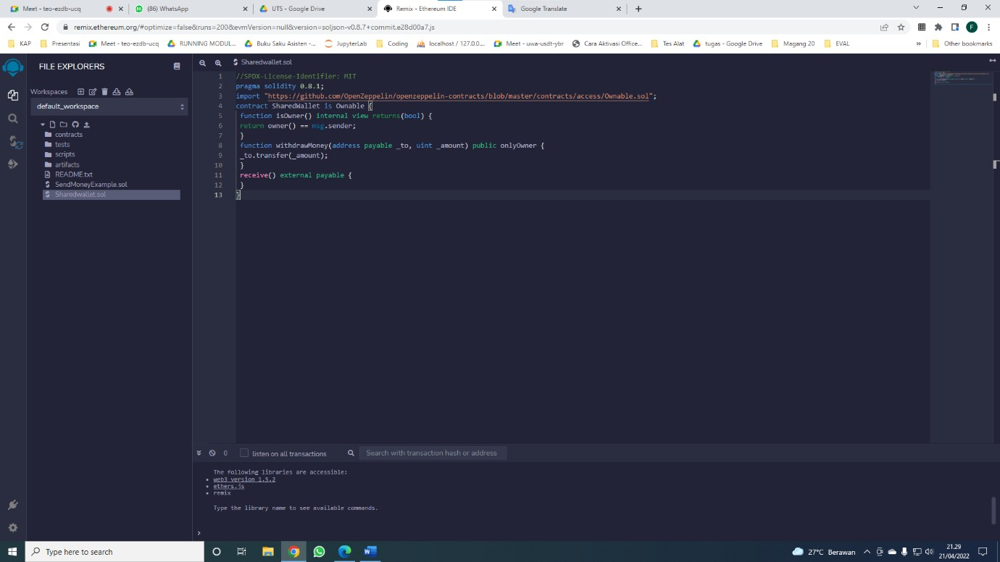 Meet - teo-ezdb-ucq
(86) WhatsApp
UTS - Google Drive
Remix - Ethereum IDE
Google Translate
remix.ethereum.org/#optimize=false&runs=200&evmVersion=null&version=soljson-v0.8.7+commit.e28d00a7.js
F
KAP
Presentasi
Meet - teo-ezdb-ucq
RUNNING MODUL...
Buku Saku Asisten -...
JupyterLab
Coding
localhost / 127.0.0....
Meet - uwa-usdt-ybr
Cara Aktivasi Office...
Tes Alat
tugas - Google Drive
Magang 20
EVAL
»
Other bookmarks
FILE EXPLORERS
Workspaces
default_workspace
contracts
tests
scripts
artifacts
README.txt
SendMoneyExample.sol
Sharedwallet.sol
Sharedwallet.sol
1 //SPDX-License-Identifier: MIT
2 pragma solidity 0.8.1;
3 import "https://github.com/OpenZeppelin/openzeppelin-contracts/blob/master/contracts/access/Ownable.sol";
4 contract SharedWallet is Ownable {
5 function isOwner() internal view returns(bool) {
6 return owner() == msg.sender;
7 }
8 function withdrawMoney(address payable _to, uint _amount) public onlyOwner {
9 _to.transfer(_amount);
10 }
11 receive() external payable {
12 }
13 }
0
listen on all transactions
Search with transaction hash or address
The following libraries are accessible:
• web3 version 1.5.2
• ethers.js
• remix
Type the library name to see available commands.
>
Type here to search
27°C Berawan
21.29
21/04/2022